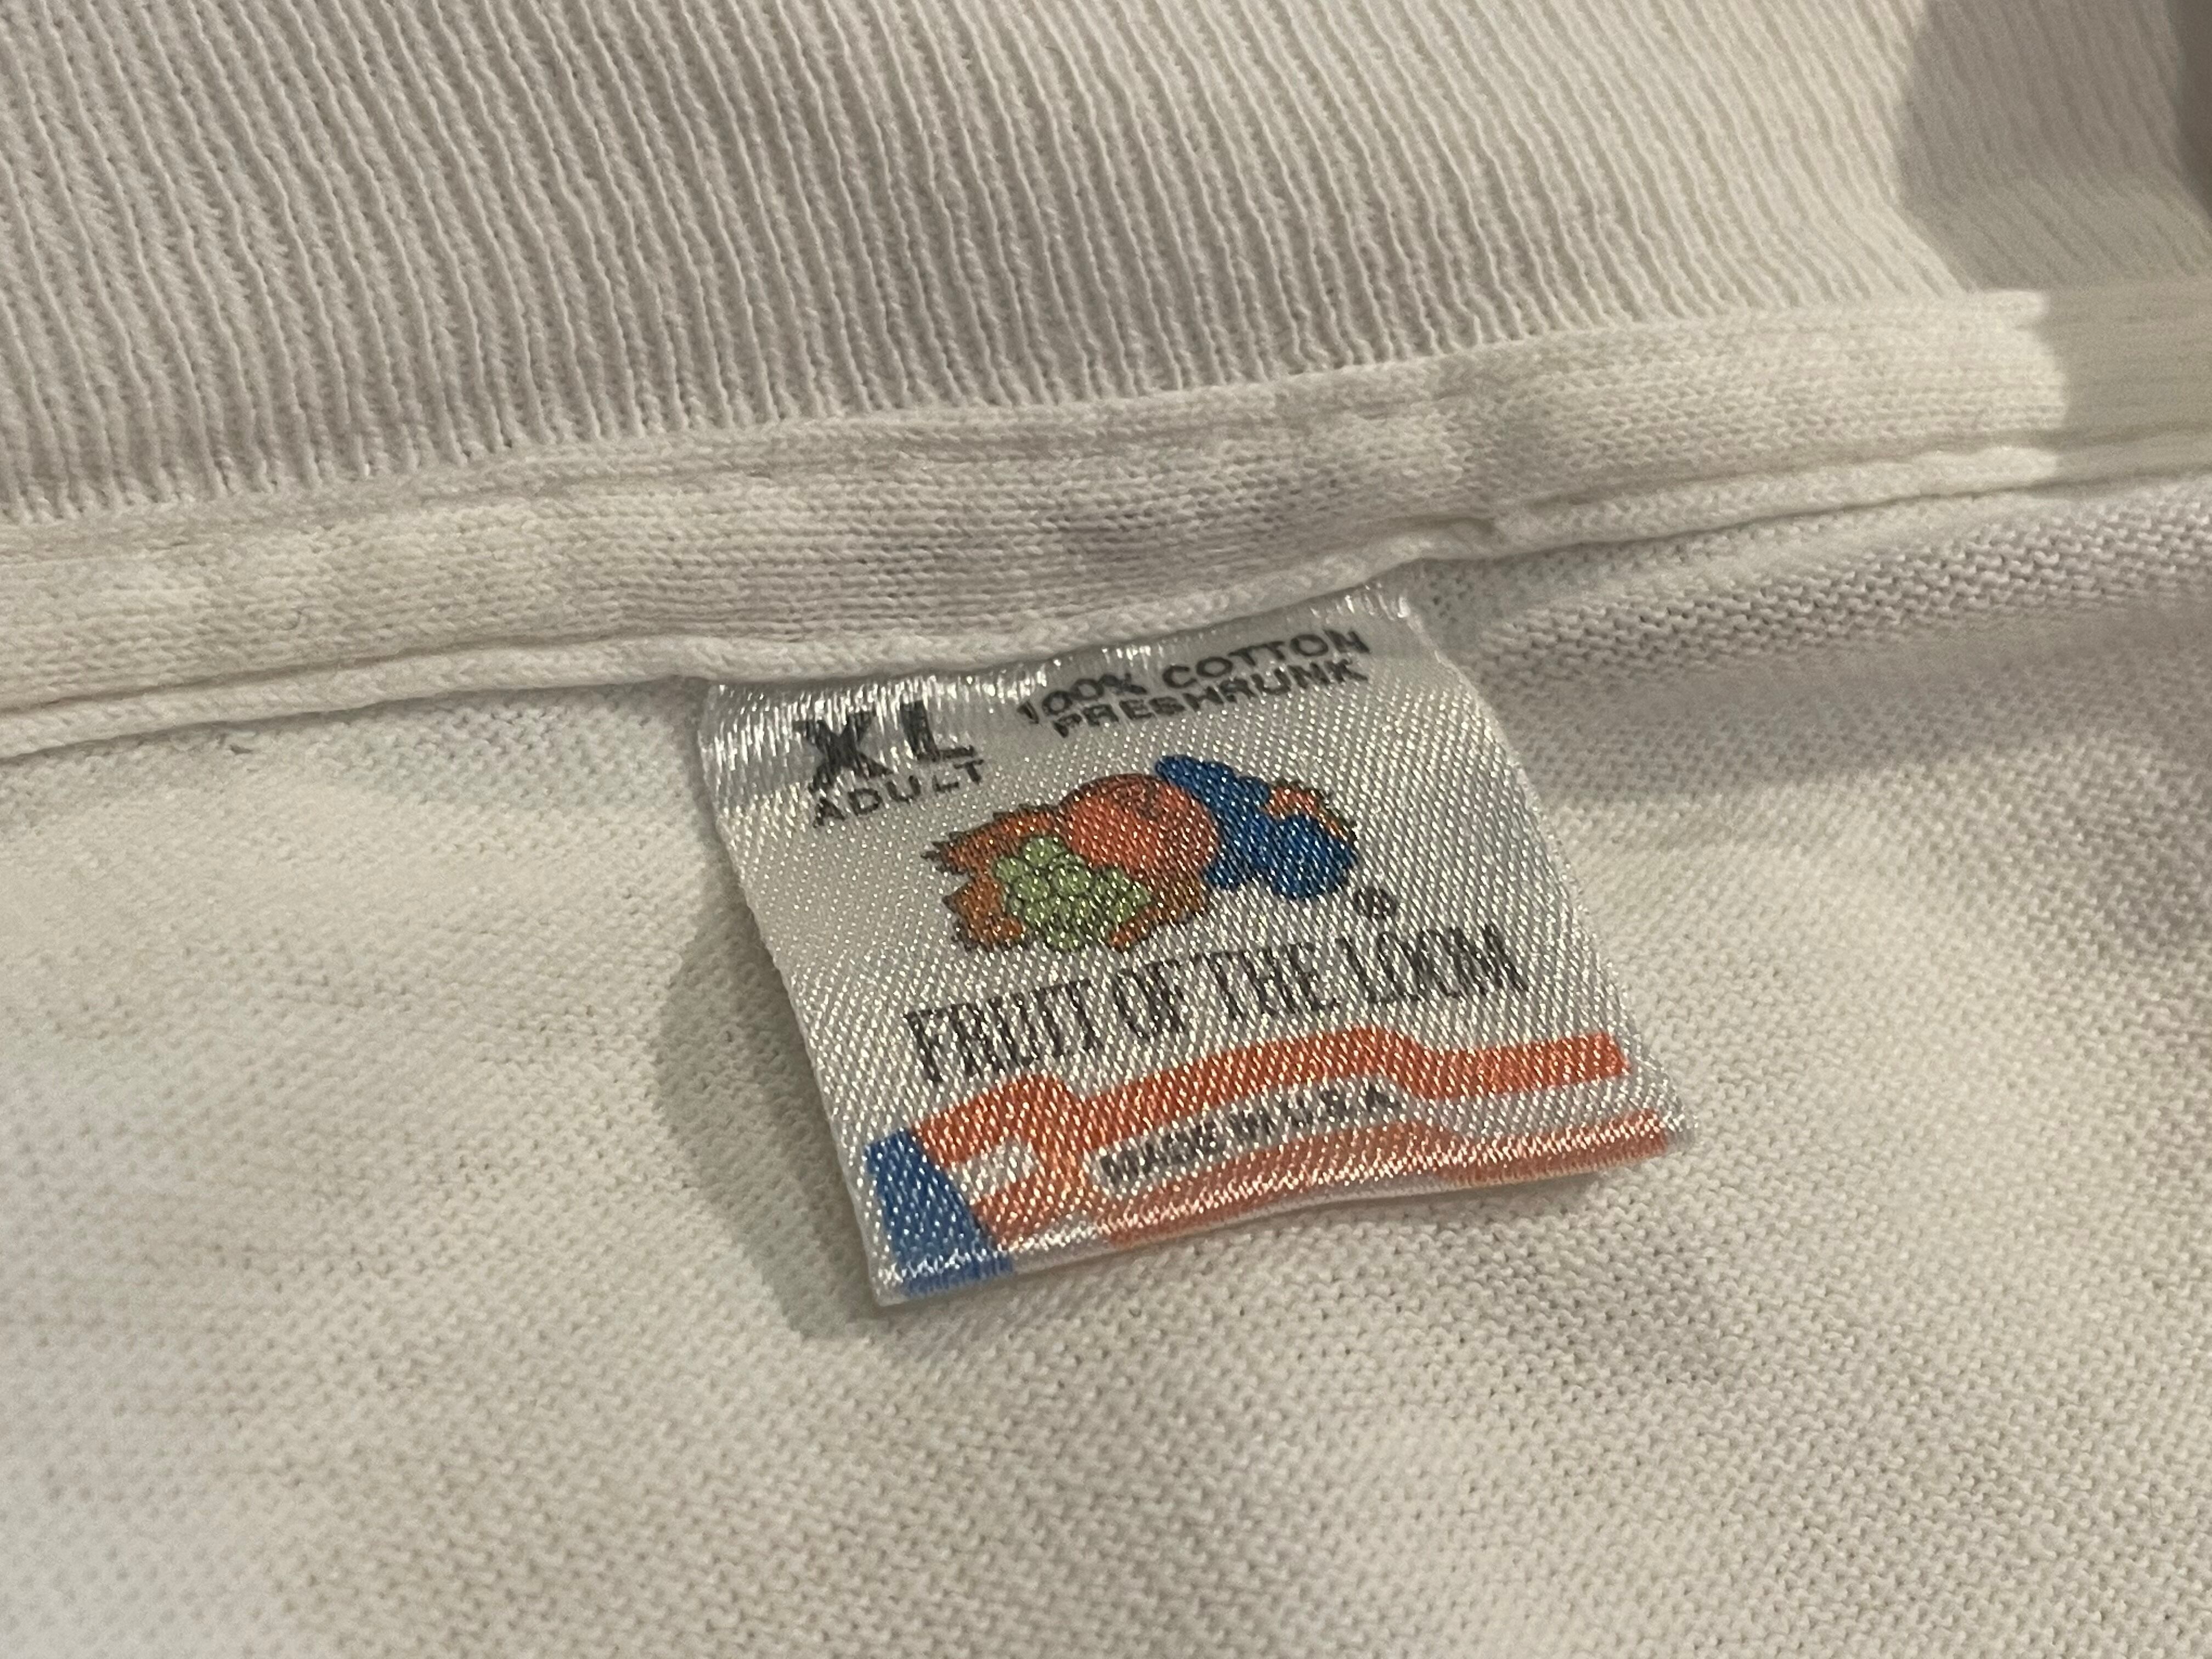 XL
ADULT
100% COTTON
PRESHRUNK
®
FRUIT OF THE LOOM
MADE IN U.S.A.